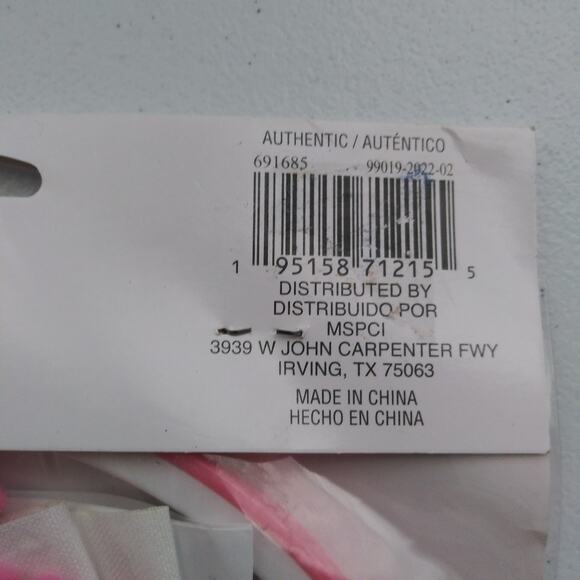 AUTHENTIC / AUTÉNTICO
691685 99019-2022-02
1 95158 71215 5
DISTRIBUTED BY
DISTRIBUIDO POR
MSPCI
3939 W JOHN CARPENTER FWY
IRVING, TX 75063
MADE IN CHINA
HECHO EN CHINA